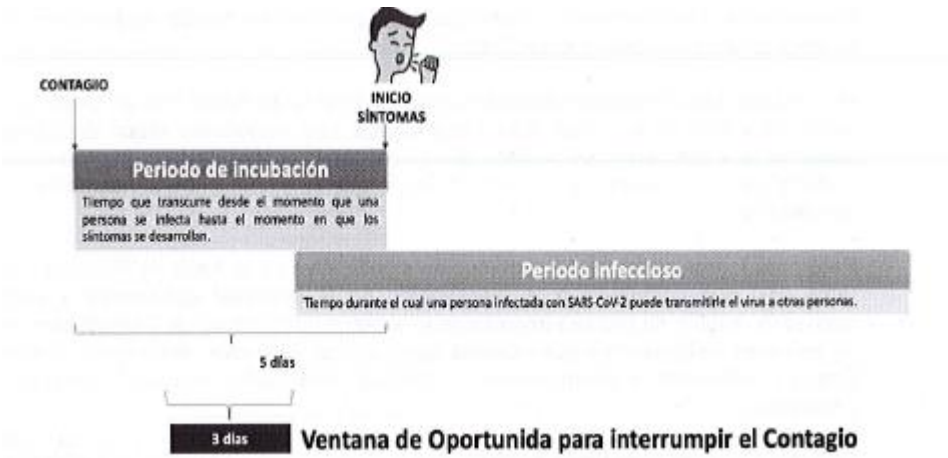 CONTAGIO
INICIO
SÍNTOMAS
Periodo de incubación
Tiempo que transcurre desde el momento que una
persona se infecta hasta el momento en que los
síntomas se desarrollan.
Periodo infeccioso
Tiempo durante el cual una persona infectada con SARS-CoV-2 puede transmitirle el virus a otras personas.
5 días
3 días
Ventana de Oportunida para interrumpir el Contagio